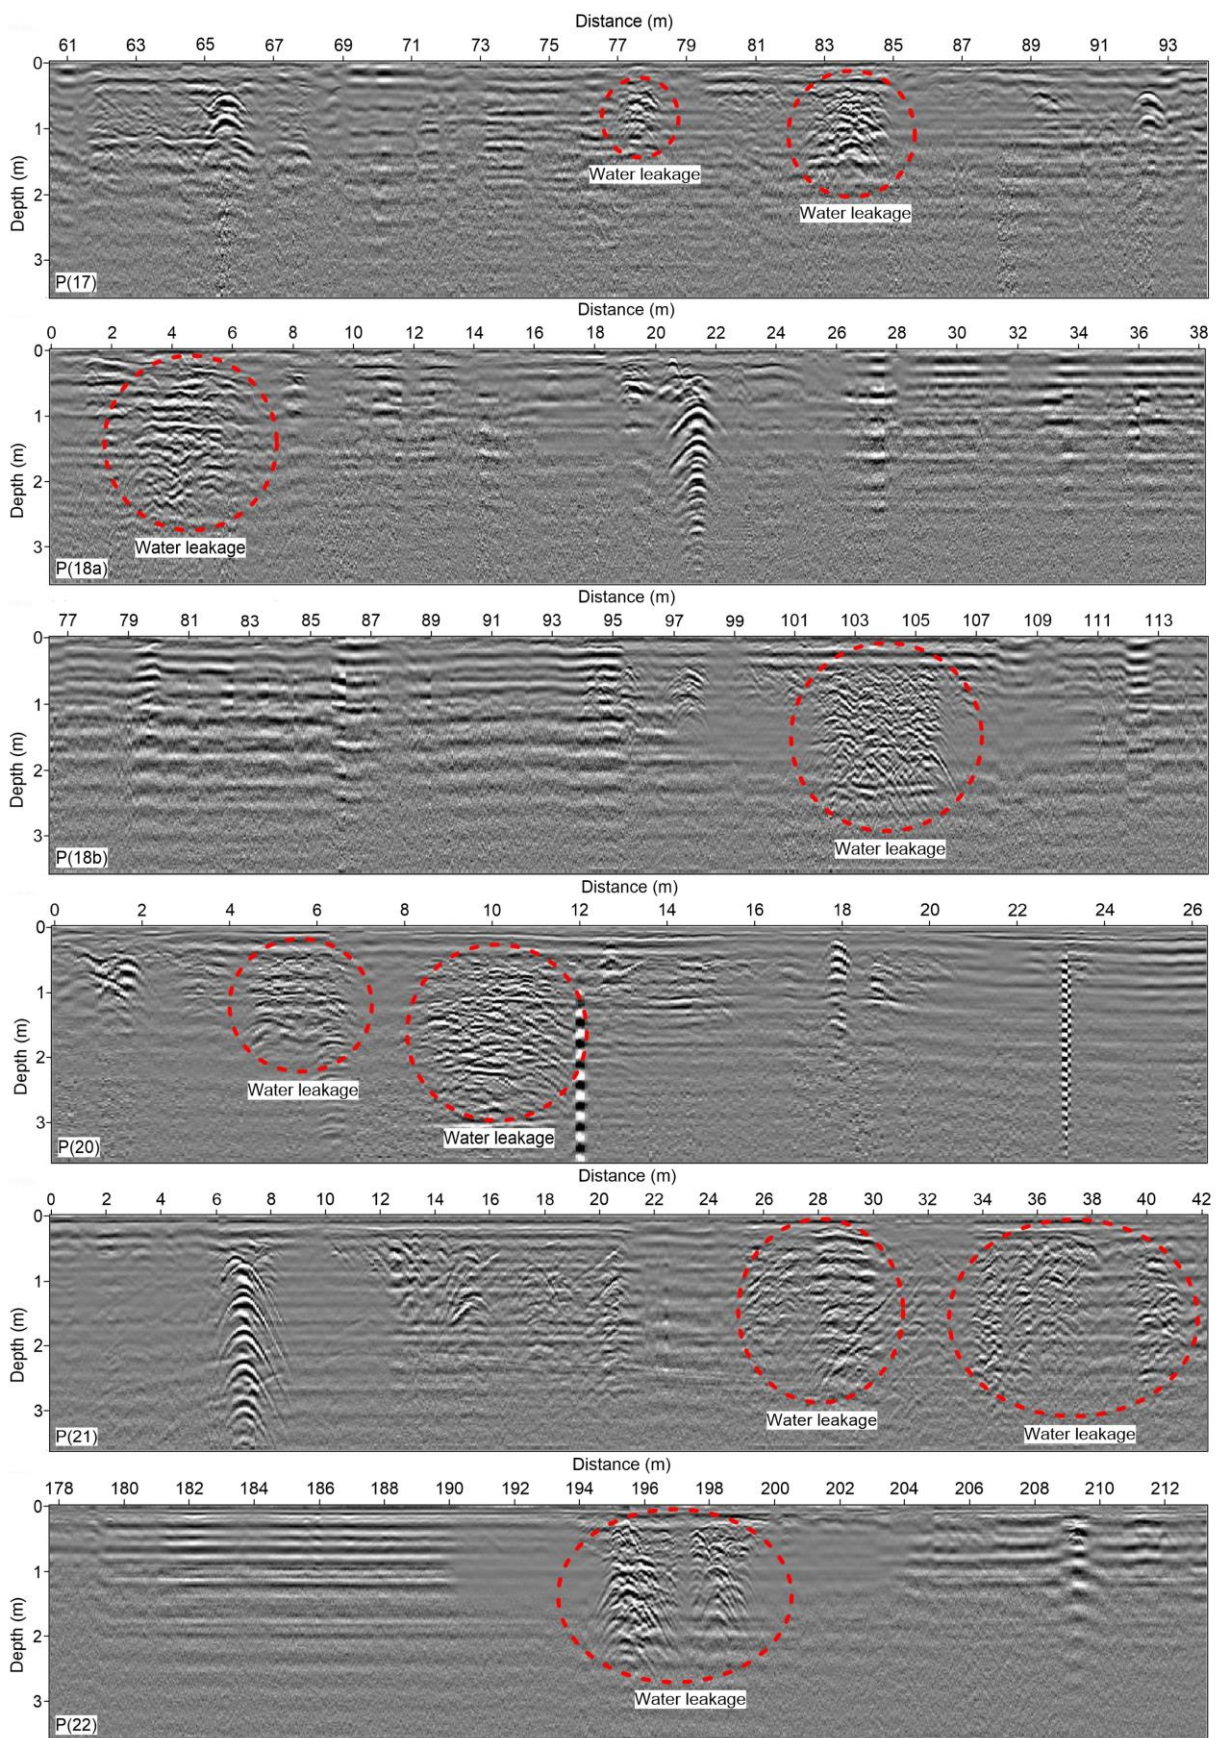 Distance (m)
61 63 65 67 69 71 73 75 77 79 81 83 85 87 89 91 93
0
1
2
3
Depth (m)
Water leakage
Water leakage
P(17)
Distance (m)
0 2 4 6 8 10 12 14 16 18 20 22 24 26 28 30 32 34 36 38
0
1
2
3
Depth (m)
Water leakage
P(18a)
Distance (m)
77 79 81 83 85 87 89 91 93 95 97 99 101 103 105 107 109 111 113
0
1
2
3
Depth (m)
Water leakage
P(18b)
Distance (m)
0 2 4 6 8 10 12 14 16 18 20 22 24 26
0
1
2
3
Depth (m)
Water leakage
Water leakage
P(20)
Distance (m)
0 2 4 6 8 10 12 14 16 18 20 22 24 26 28 30 32 34 36 38 40 42
0
1
2
3
Depth (m)
Water leakage
Water leakage
P(21)
Distance (m)
178 180 182 184 186 188 190 192 194 196 198 200 202 204 206 208 210 212
0
1
2
3
Depth (m)
Water leakage
P(22)